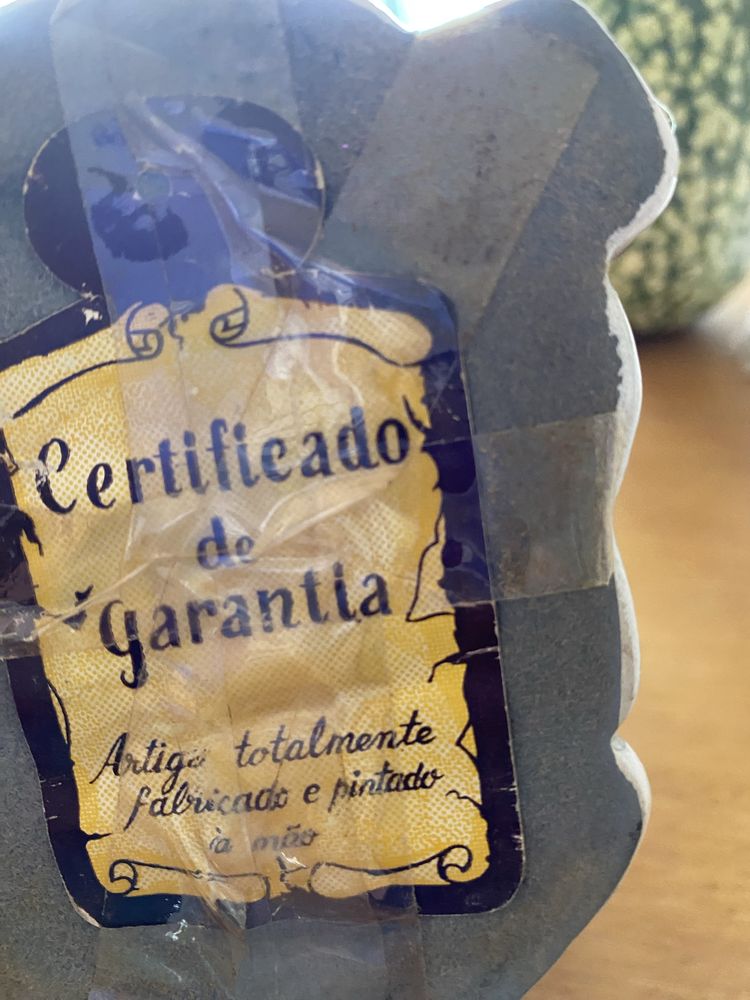 Certificado
de
Garantia
Artigo totalmente
fabricado e pintado
à mão